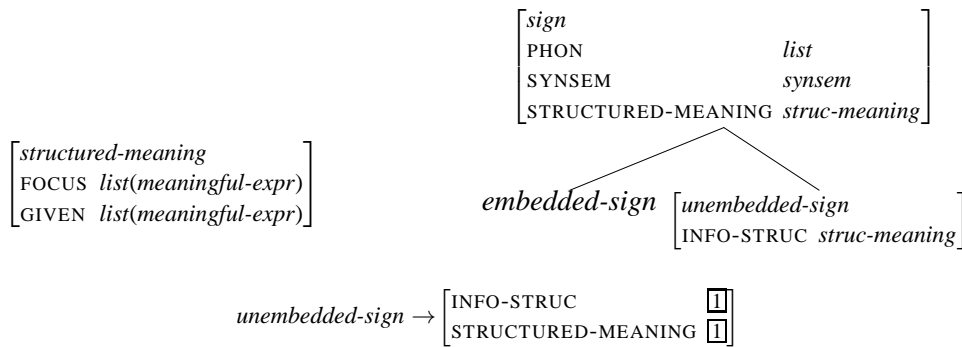 sign
PHON list
SYNSEM synsem
STRUCTURED-MEANING struc-meaning
structured-meaning
FOCUS list(meaningful-expr)
GIVEN list(meaningful-expr)
embedded-sign
unembedded-sign
INFO-STRUC struc-meaning
unembedded-sign → INFO-STRUC 1
STRUCTURED-MEANING 1